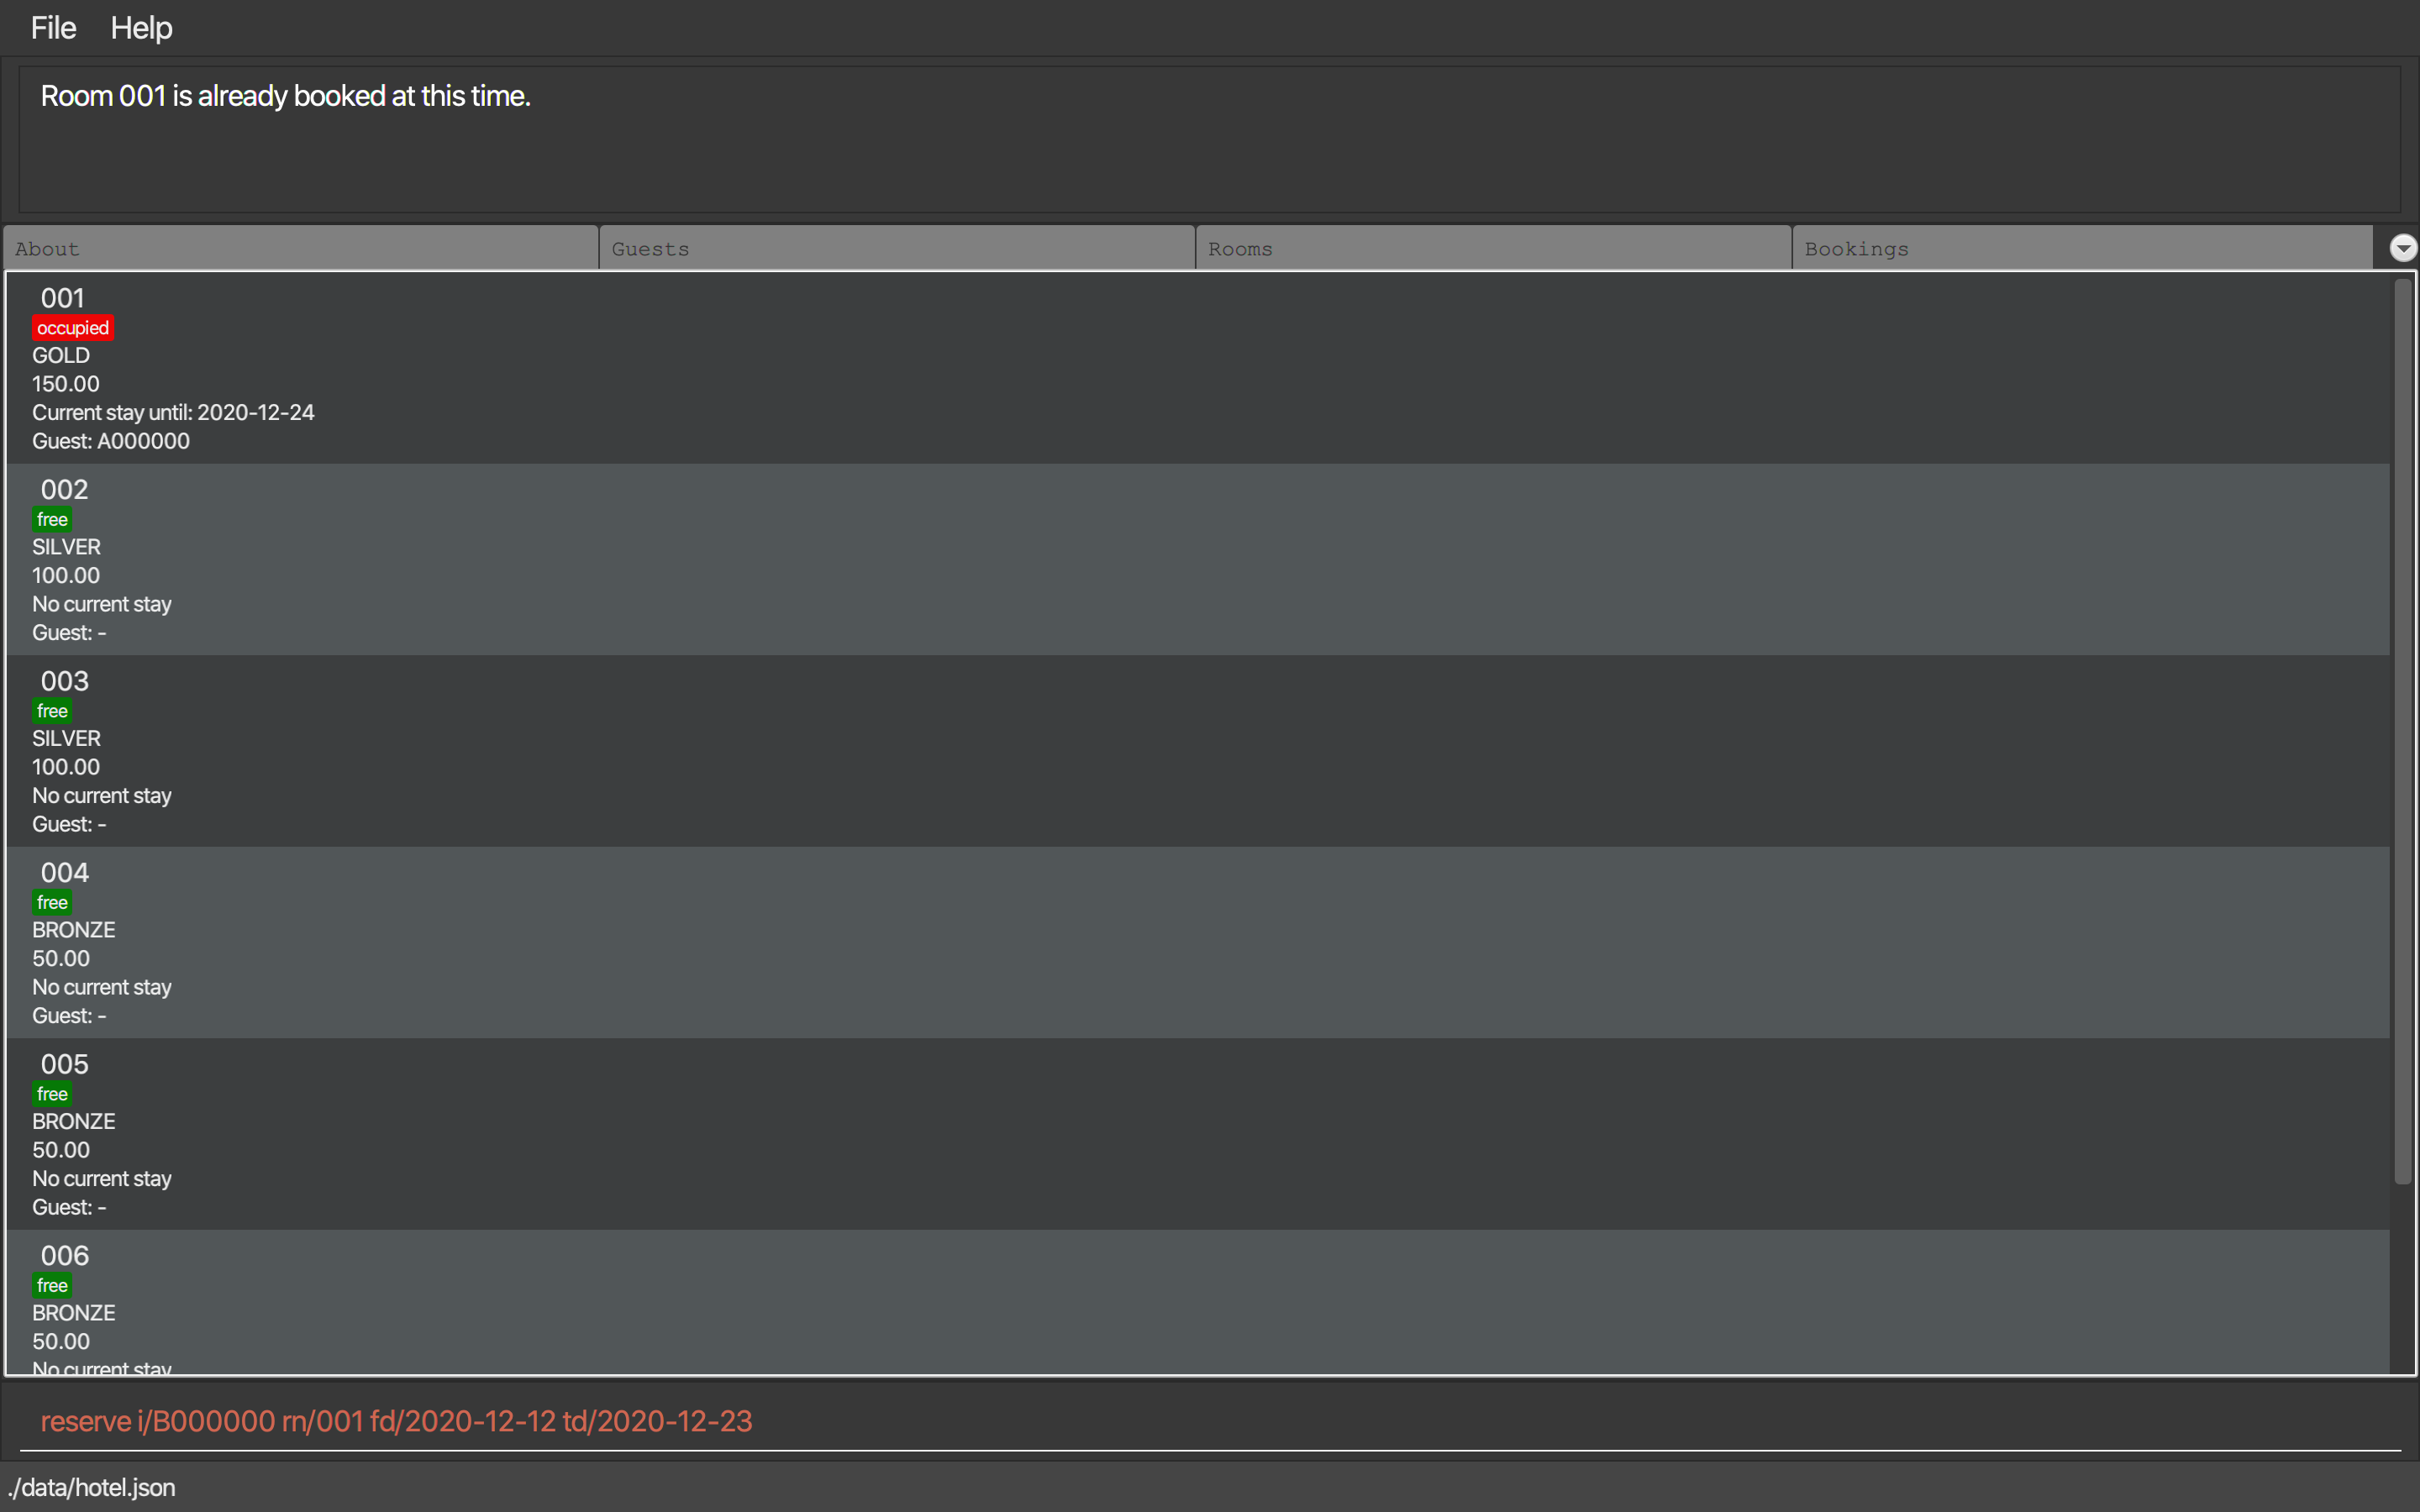 File Help
Room 001 is already booked at this time.
About Guests Rooms Bookings
001
occupied
GOLD
150.00
Current stay until: 2020-12-24
Guest: A000000
002
free
SILVER
100.00
No current stay
Guest: -
003
free
SILVER
100.00
No current stay
Guest: -
004
free
BRONZE
50.00
No current stay
Guest: -
005
free
BRONZE
50.00
No current stay
Guest: -
006
free
BRONZE
50.00
No current stay
reserve i/B000000 rn/001 fd/2020-12-12 td/2020-12-23
./data/hotel.json